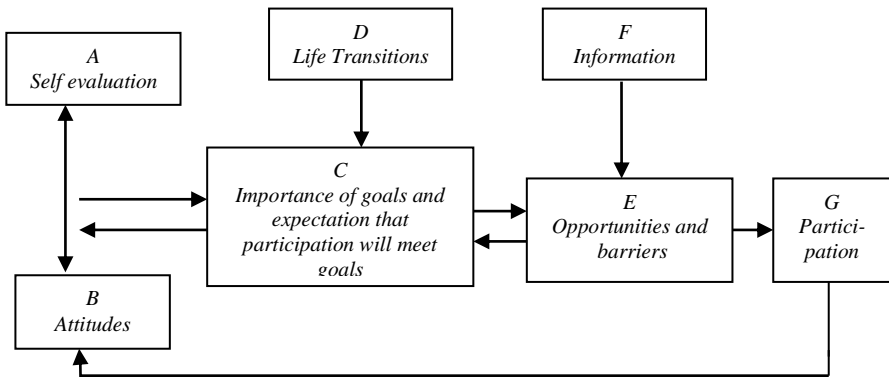 A
Self evaluation
B
Attitudes
D
Life Transitions
C
Importance of goals and
expectation that
participation will meet
goals
F
Information
E
Opportunities and
barriers
G
Partici-
pation